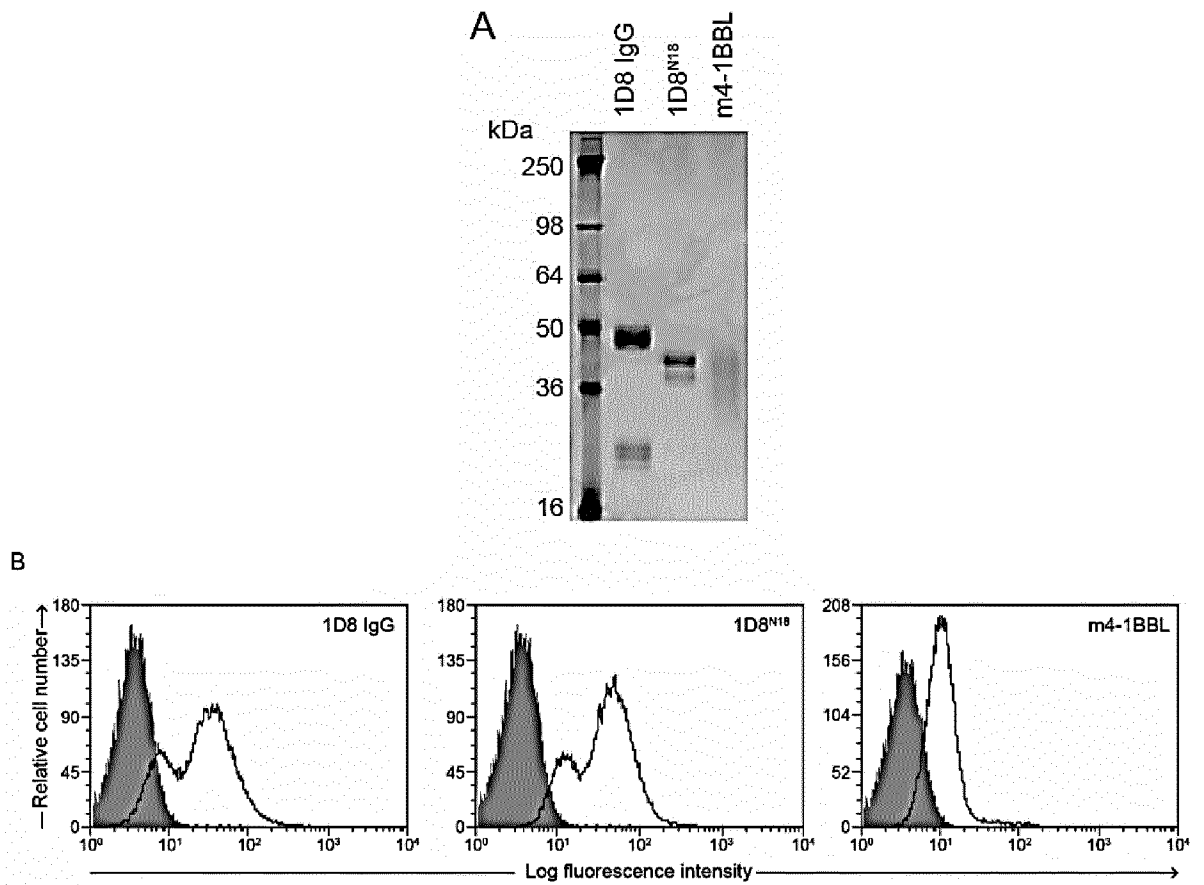 A
1D8 IgG
1D8ᴺ¹⁸
m4-1BBL
kDa
250
98
64
50
36
16
B
Relative cell number→
180
135
90
45
0
1D8 IgG
10⁰ 10¹ 10² 10³ 10⁴
180
135
90
45
0
1D8ᴺ¹⁸
10⁰ 10¹ 10² 10³ 10⁴
208
156
104
52
0
m4-1BBL
10⁰ 10¹ 10² 10³ 10⁴
Log fluorescence intensity